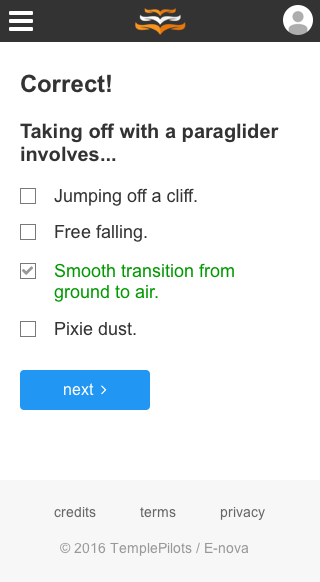 Correct!
Taking off with a paraglider
involves...
Jumping off a cliff.
Free falling.
Smooth transition from
ground to air.
Pixie dust.
next >
credits terms privacy
© 2016 TemplePilots / E-nova